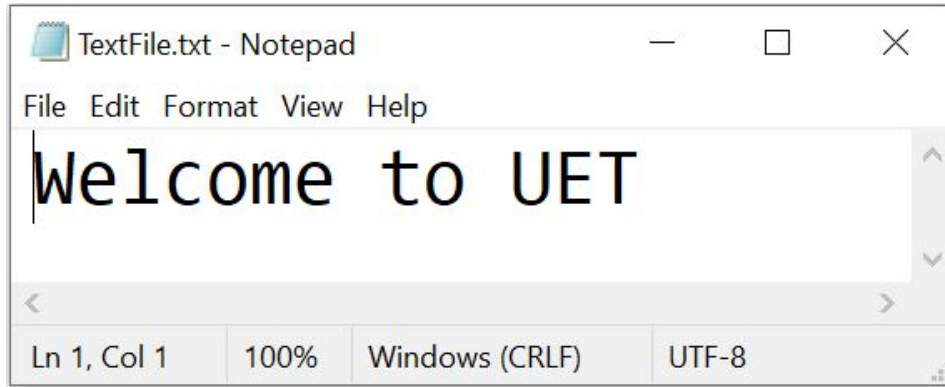 TextFile.txt - Notepad
File Edit Format View Help
Welcome to UET
Ln 1, Col 1 100% Windows (CRLF) UTF-8